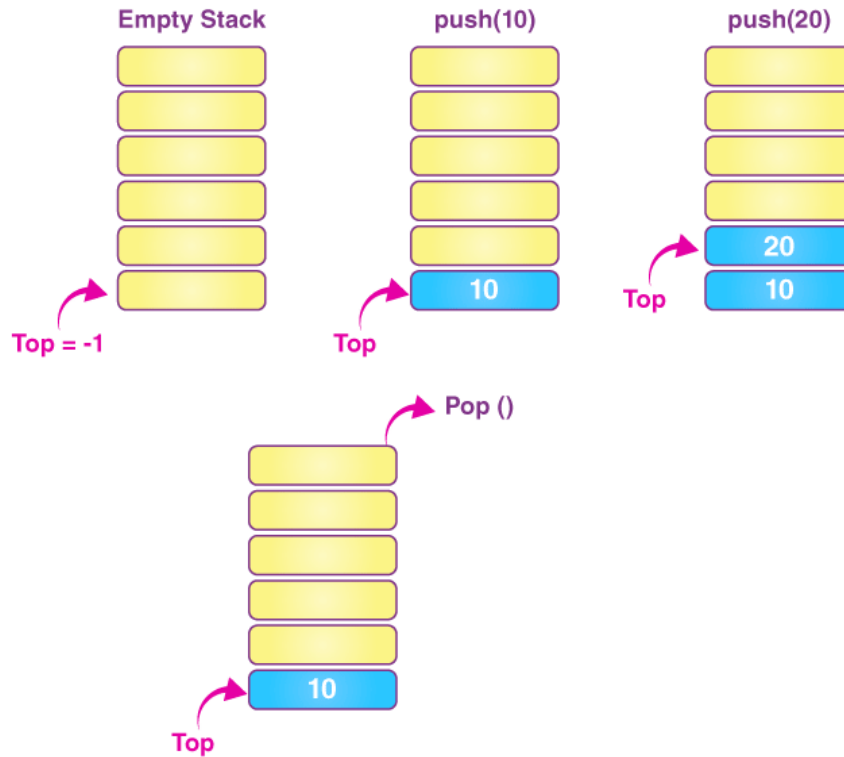 Empty Stack
push(10)
push(20)
20
10
10
Top = -1
Top
Top
Pop ()
10
Top